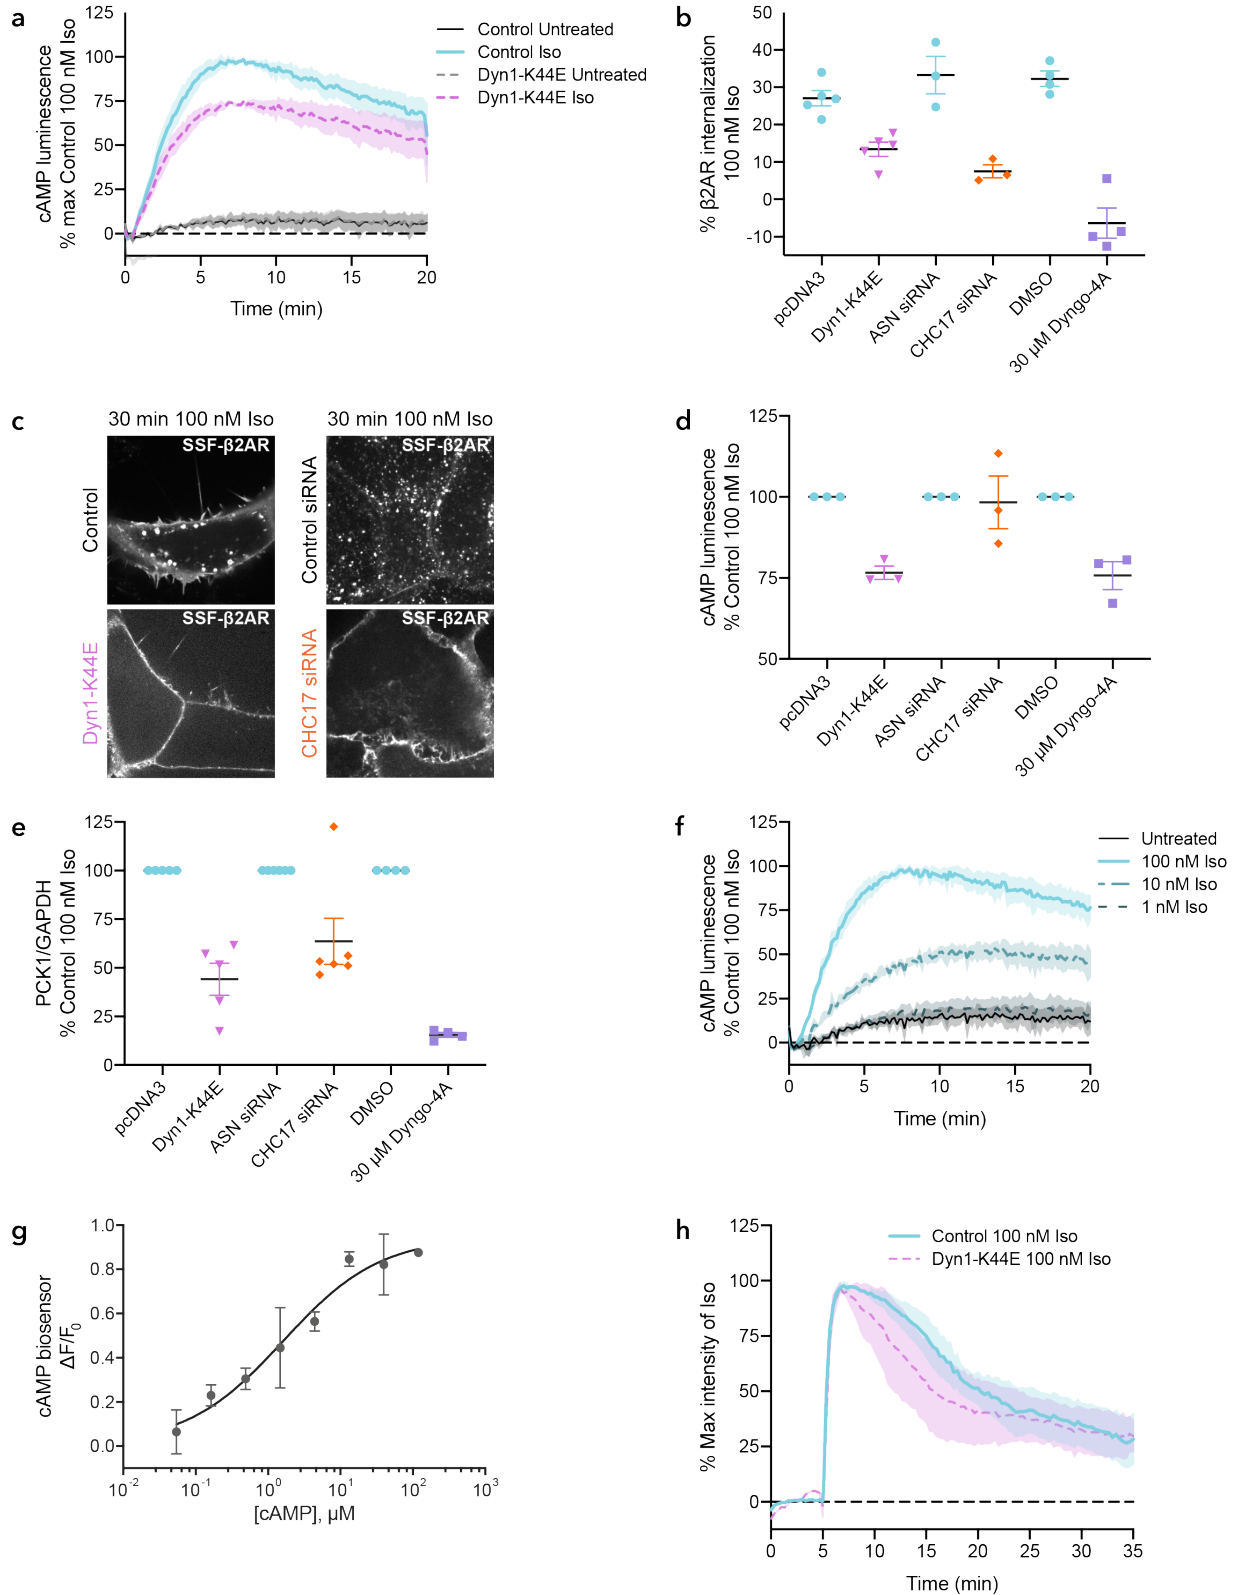 a
cAMP luminescence
% max Control 100 nM Iso
125
100
75
50
25
0
0
5
10
15
20
Time (min)
Control Untreated
Control Iso
Dyn1-K44E Untreated
Dyn1-K44E Iso
b
% β2AR internalization
100 nM Iso
50
40
30
20
10
0
-10
pcDNA3
Dyn1-K44E
ASN siRNA
CHC17 siRNA
DMSO
30 μM Dyngo-4A
c
30 min 100 nM Iso
30 min 100 nM Iso
Control
SSF-β2AR
Control siRNA
SSF-β2AR
Dyn1-K44E
SSF-β2AR
CHC17 siRNA
SSF-β2AR
d
cAMP luminescence
% Control 100 nM Iso
125
100
75
50
pcDNA3
Dyn1-K44E
ASN siRNA
CHC17 siRNA
DMSO
30 μM Dyngo-4A
e
PCK1/GAPDH
% Control 100 nM Iso
125
100
75
50
25
0
pcDNA3
Dyn1-K44E
ASN siRNA
CHC17 siRNA
DMSO
30 μM Dyngo-4A
f
cAMP luminescence
% Control 100 nM Iso
125
100
75
50
25
0
0
5
10
15
20
Time (min)
Untreated
100 nM Iso
10 nM Iso
1 nM Iso
g
cAMP biosensor
ΔF/F0
1.0
0.8
0.6
0.4
0.2
0.0
10-2
10-1
100
101
102
103
[cAMP], μM
h
% Max intensity of Iso
125
100
75
50
25
0
0
5
10
15
20
25
30
35
Time (min)
Control 100 nM Iso
Dyn1-K44E 100 nM Iso